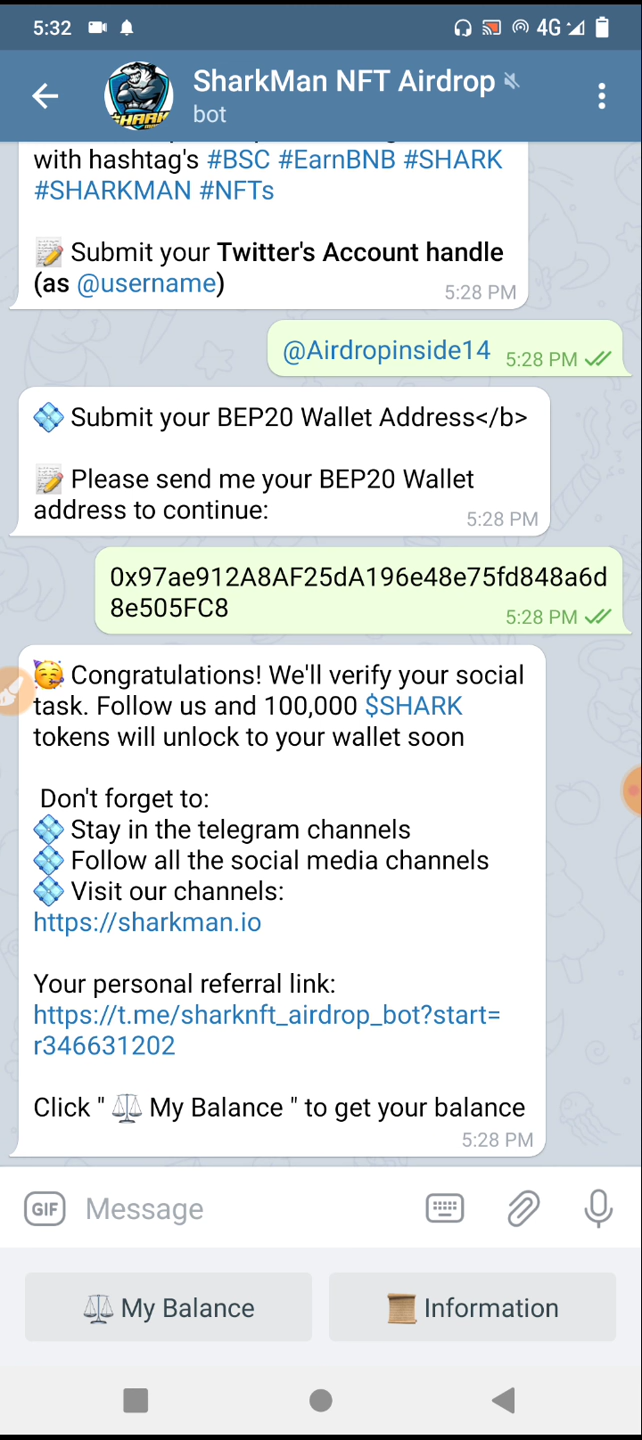 5:32
4G
SharkMan NFT Airdrop
bot
SHARK
with hashtag's #BSC #EarnBNB #SHARK
#SHARKMAN #NFTs
Submit your Twitter's Account handle
(as @username)
5:28 PM
@Airdropinside14 5:28 PM
Submit your BEP20 Wallet Address</b>
Please send me your BEP20 Wallet
address to continue:
5:28 PM
0x97ae912A8AF25dA196e48e75fd848a6d
8e505FC8
5:28 PM
Congratulations! We'll verify your social
task. Follow us and 100,000 $SHARK
tokens will unlock to your wallet soon
Don't forget to:
Stay in the telegram channels
Follow all the social media channels
Visit our channels:
https://sharkman.io
Your personal referral link:
https://t.me/sharknft_airdrop_bot?start=
r346631202
Click " My Balance " to get your balance
5:28 PM
GIF Message
My Balance
Information